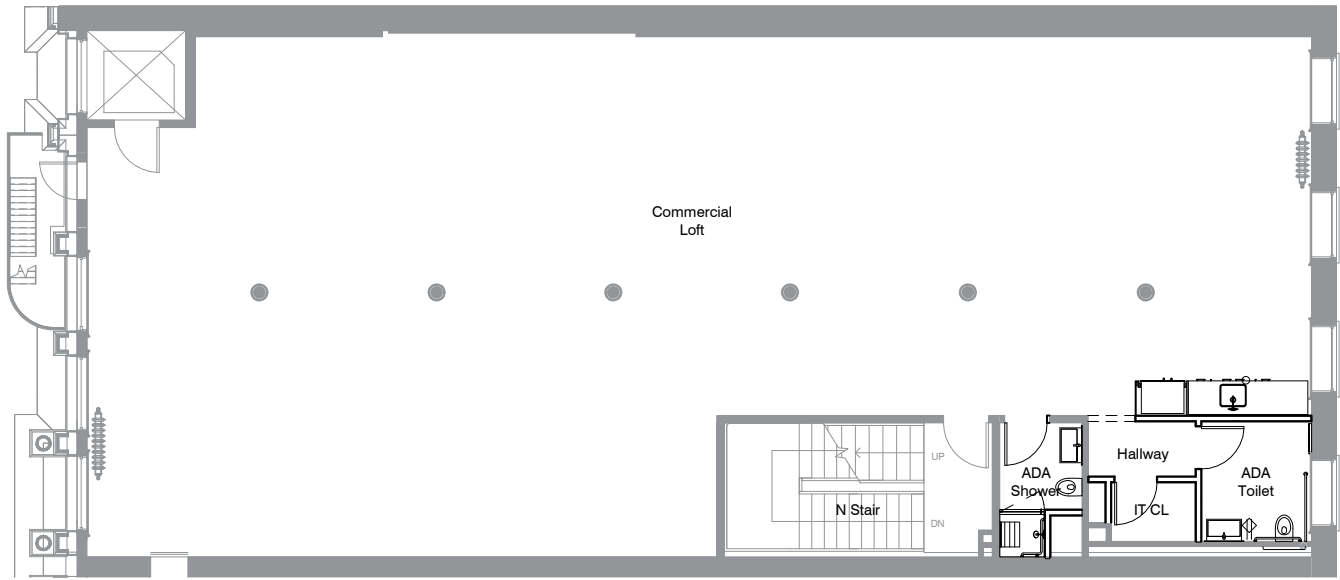 Commercial
Loft
UP
Hallway
ADA
Shower
ADA
Toilet
N Stair
IT CL
DN